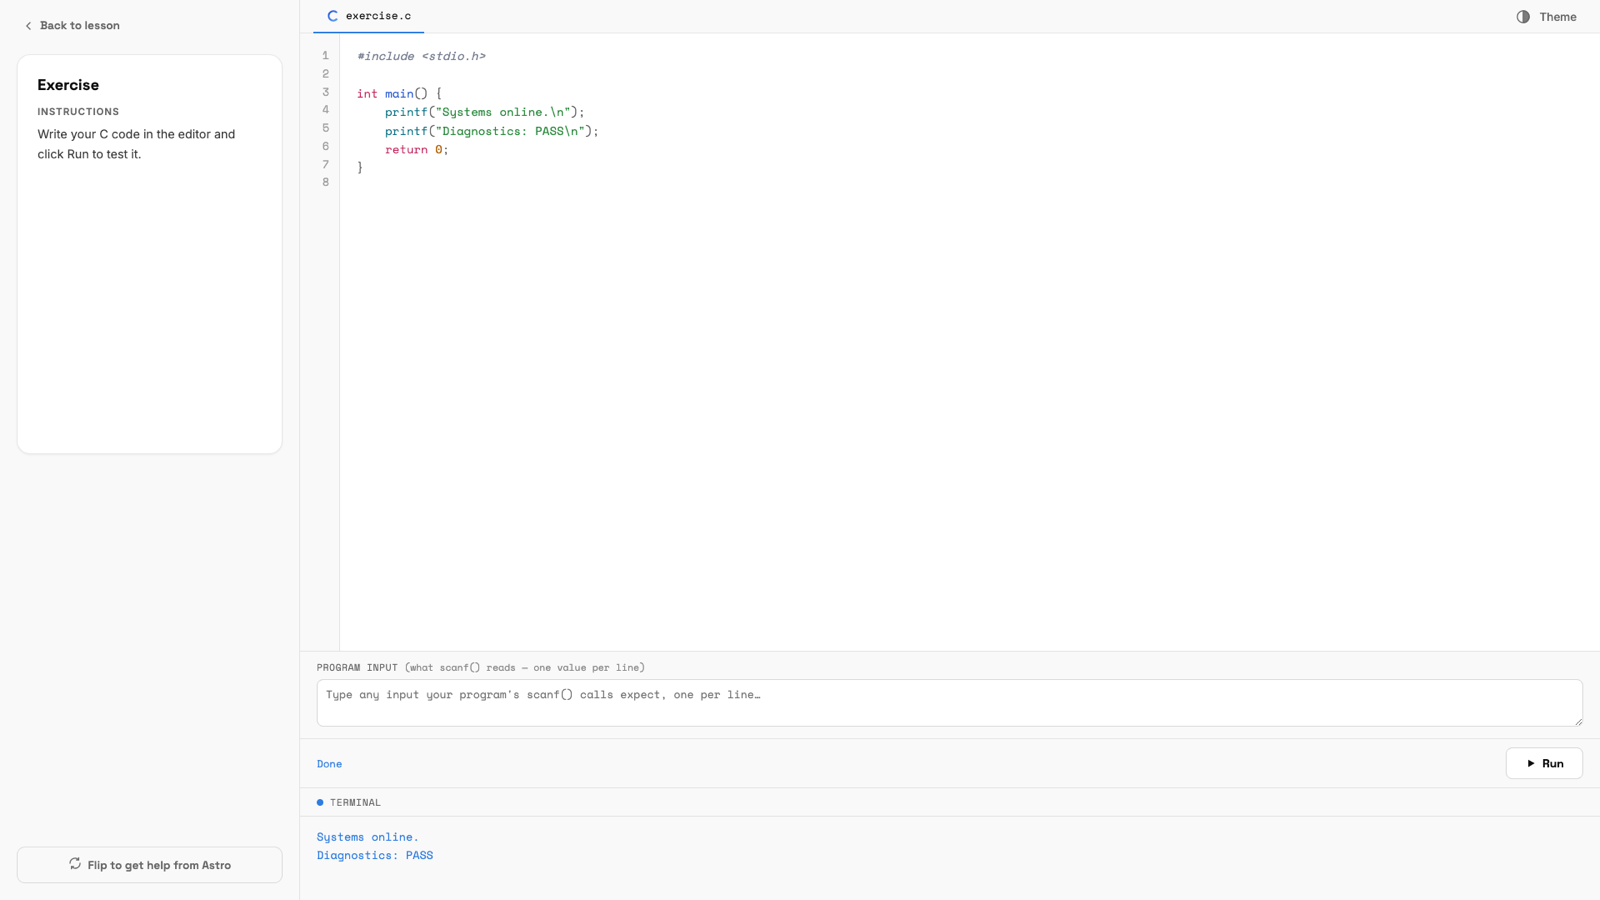 Back to lesson
Exercise
INSTRUCTIONS
Write your C code in the editor and
click Run to test it.
Flip to get help from Astro
C exercise.c
Theme
1 #include <stdio.h>
2
3 int main() {
4     printf("Systems online.\n");
5     printf("Diagnostics: PASS\n");
6     return 0;
7 }
8
PROGRAM INPUT (what scanf() reads — one value per line)
Type any input your program's scanf() calls expect, one per line…
Done
Run
TERMINAL
Systems online.
Diagnostics: PASS